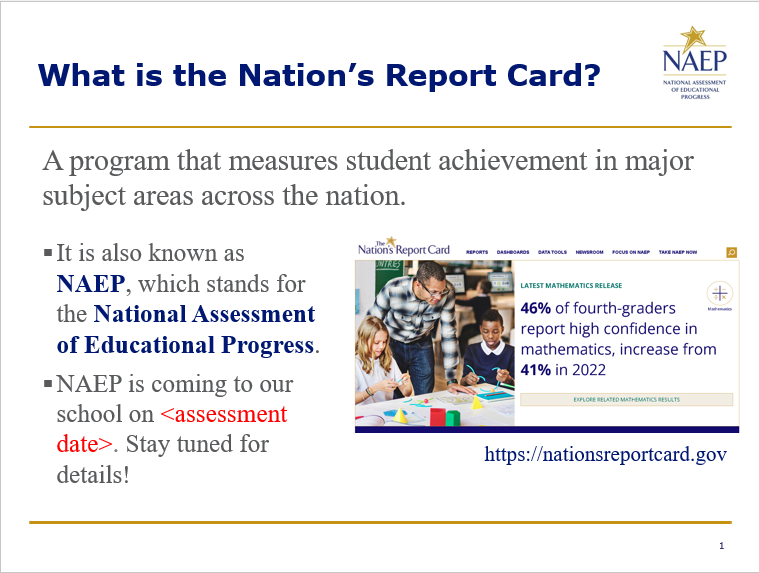 What is the Nation's Report Card?
NAEP
NATIONAL ASSESSMENT
OF EDUCATIONAL
PROGRESS
A program that measures student achievement in major
subject areas across the nation.
▪ It is also known as
NAEP, which stands for
the National Assessment
of Educational Progress.
▪ NAEP is coming to our
school on <assessment
date>. Stay tuned for
details!
The
Nation's Report Card
REPORTS DASHBOARDS DATA TOOLS NEWSROOM FOCUS ON NAEP TAKE NAEP NOW
LATEST MATHEMATICS RELEASE
Mathematics
46% of fourth-graders
report high confidence in
mathematics, increase from
41% in 2022
EXPLORE RELATED MATHEMATICS RESULTS
https://nationsreportcard.gov
1